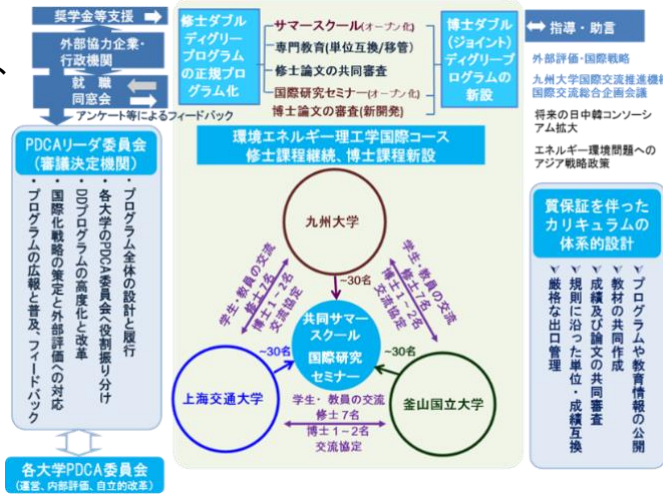 奨学金等支援
外部協力企業・
行政機関
就 職
同窓会
アンケート等によるフィードバック
PDCAリーダ委員会
(審議決定機関)
・プログラム全体の設計と履行
・各大学のPDCA委員会へ役割振り分け
・DDプログラムの高度化と改革
・国際化戦略の策定と外部評価への対応
・プログラムの広報と普及、フィードバック
各大学PDCA委員会
(運営、内部評価、自立的改革)
修士ダブル
ディグリー
プログラム
の正規プロ
グラム化
サマースクール(オープン化)
専門教育(単位互換/移管)
修士論文の共同審査
国際研究セミナー(オープン化)
博士論文の審査(新開発)
博士ダブル
(ジョイント)
ディグリープ
ログラムの
新設
環境エネルギー理工学国際コース
修士課程継続、博士課程新設
九州大学
学生・教員の交流
修士7名
博士1~2名
交流協定
~30名
学生・教員の交流
修士7名
博士1~2名
交流協定
共同サマー
スクール
国際研究
セミナー
~30名
~30名
上海交通大学
釜山国立大学
学生・ 教員の交流
修士 7名
博士 1~2名
交流協定
指導・助言
外部評価・国際戦略
九州大学国際交流推進機
国際交流総合企画会議
将来の日中韓コンソーシ
アム拡大
エネルギー環境問題への
アジア戦略政策
質保証を伴った
カリキュラムの
体系的設計
プログラムや教育情報の公開
教材の共同作成
成績及び論文の共同審査
規則に沿った単位・成績互換
厳格な出口管理